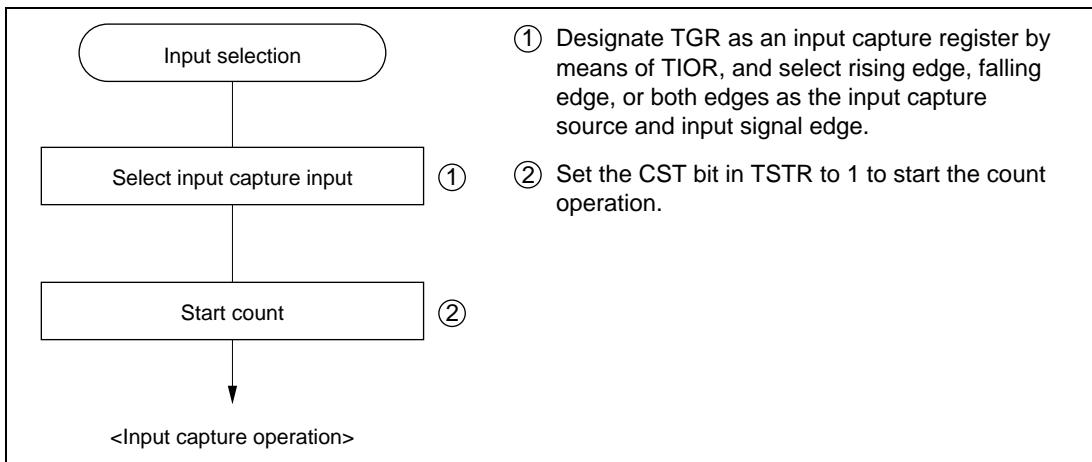 Input selection
Select input capture input
①
Start count
②
<Input capture operation>
① Designate TGR as an input capture register by
means of TIOR, and select rising edge, falling
edge, or both edges as the input capture
source and input signal edge.
② Set the CST bit in TSTR to 1 to start the count
operation.